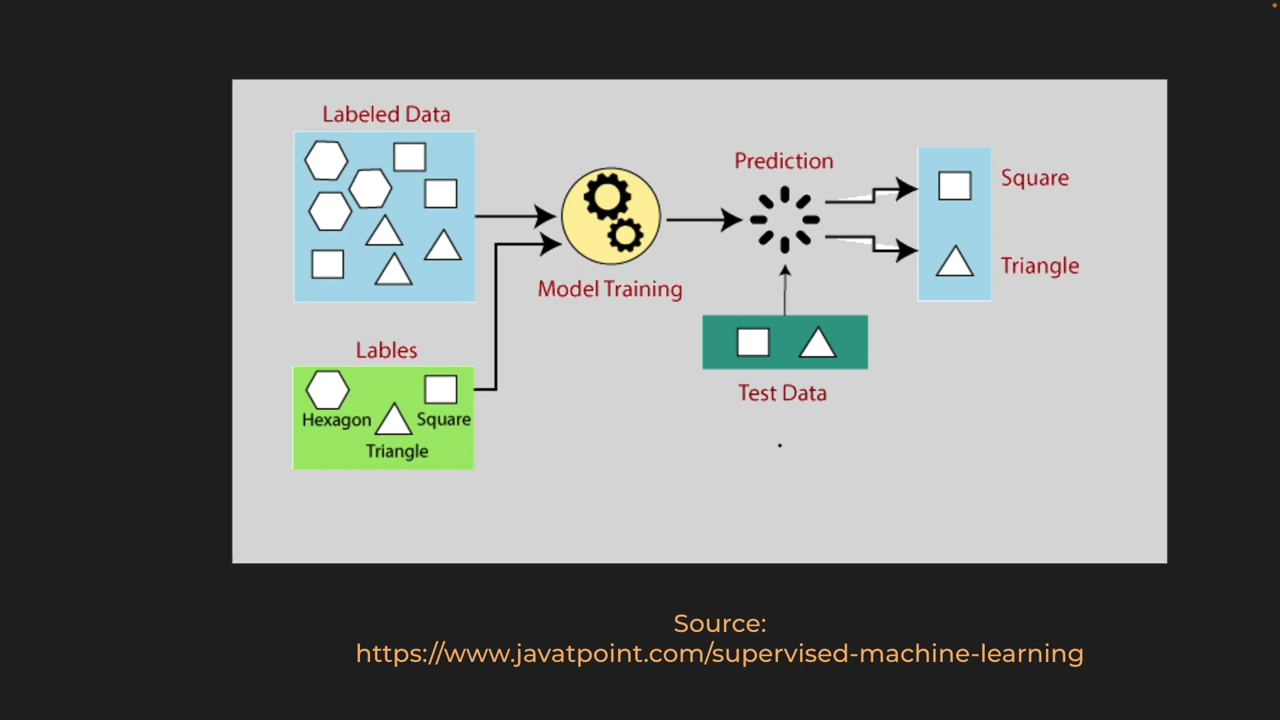 Labeled Data
Prediction
Square
Triangle
Model Training
Lables
Hexagon
Square
Triangle
Test Data
Source:
https://www.javatpoint.com/supervised-machine-learning